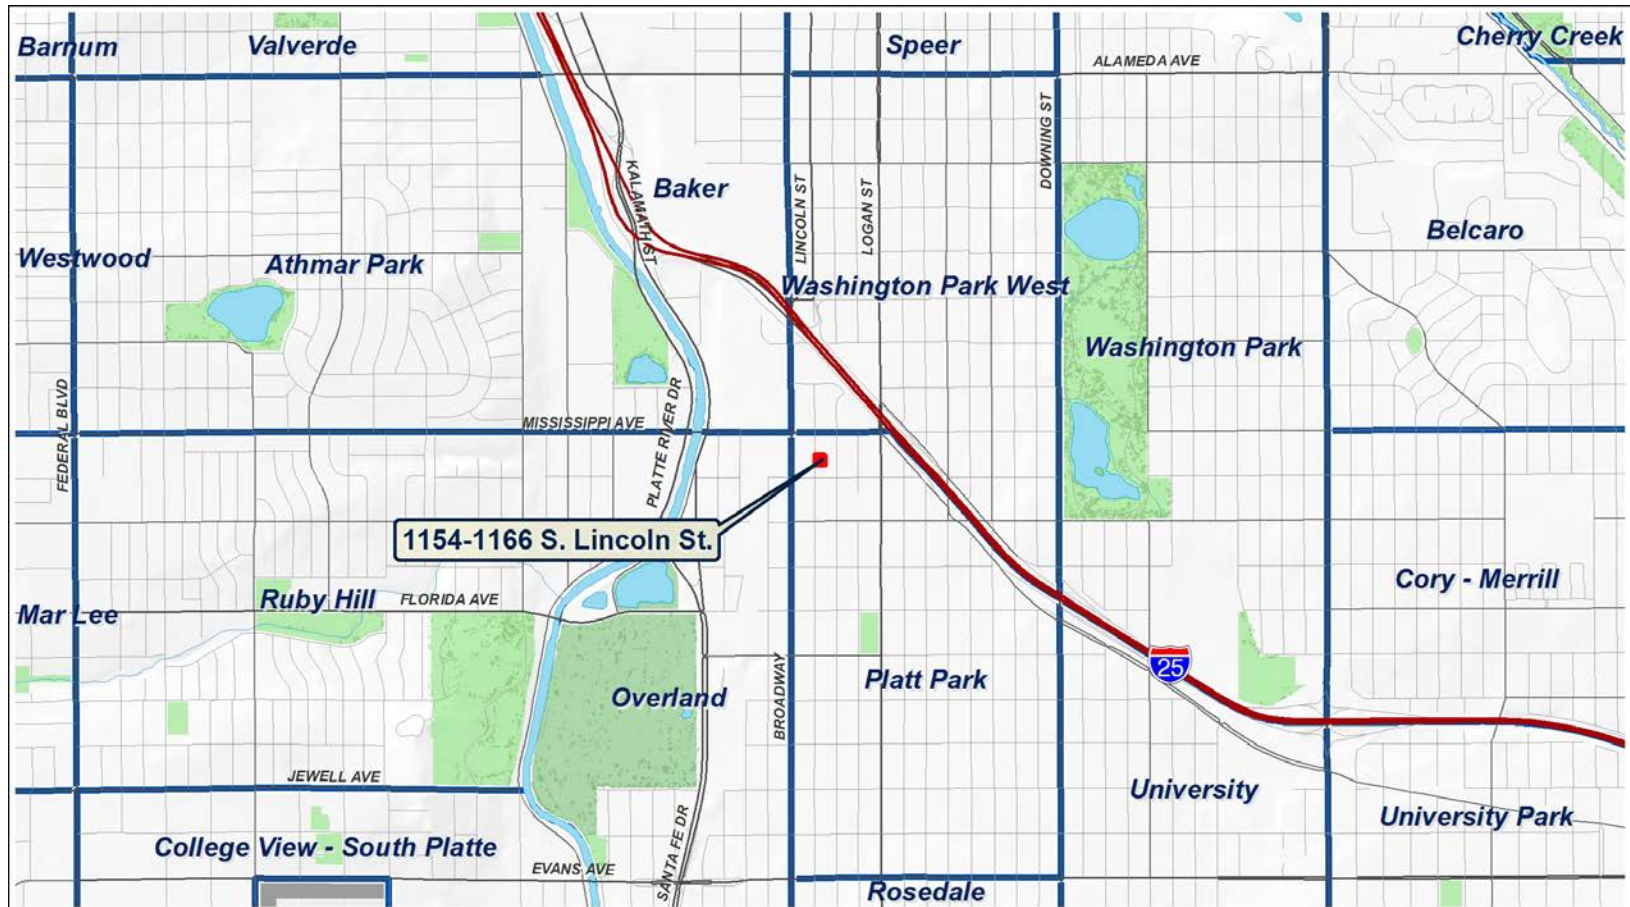 Barnum
Valverde
Speer
Cherry Creek
ALAMEDA AVE
DOWNING ST
KALAMATH ST
Baker
LINCOLN ST
LOGAN ST
Belcaro
Westwood
Athmar Park
Washington Park West
Washington Park
FEDERAL BLVD
PLATTE RIVER DR
MISSISSIPPI AVE
1154-1166 S. Lincoln St.
Cory - Merrill
Mar Lee
Ruby Hill
FLORIDA AVE
25
Platt Park
Overland
BROADWAY
JEWELL AVE
University
University Park
College View - South Platte
SANTA FE DR
EVANS AVE
Rosedale